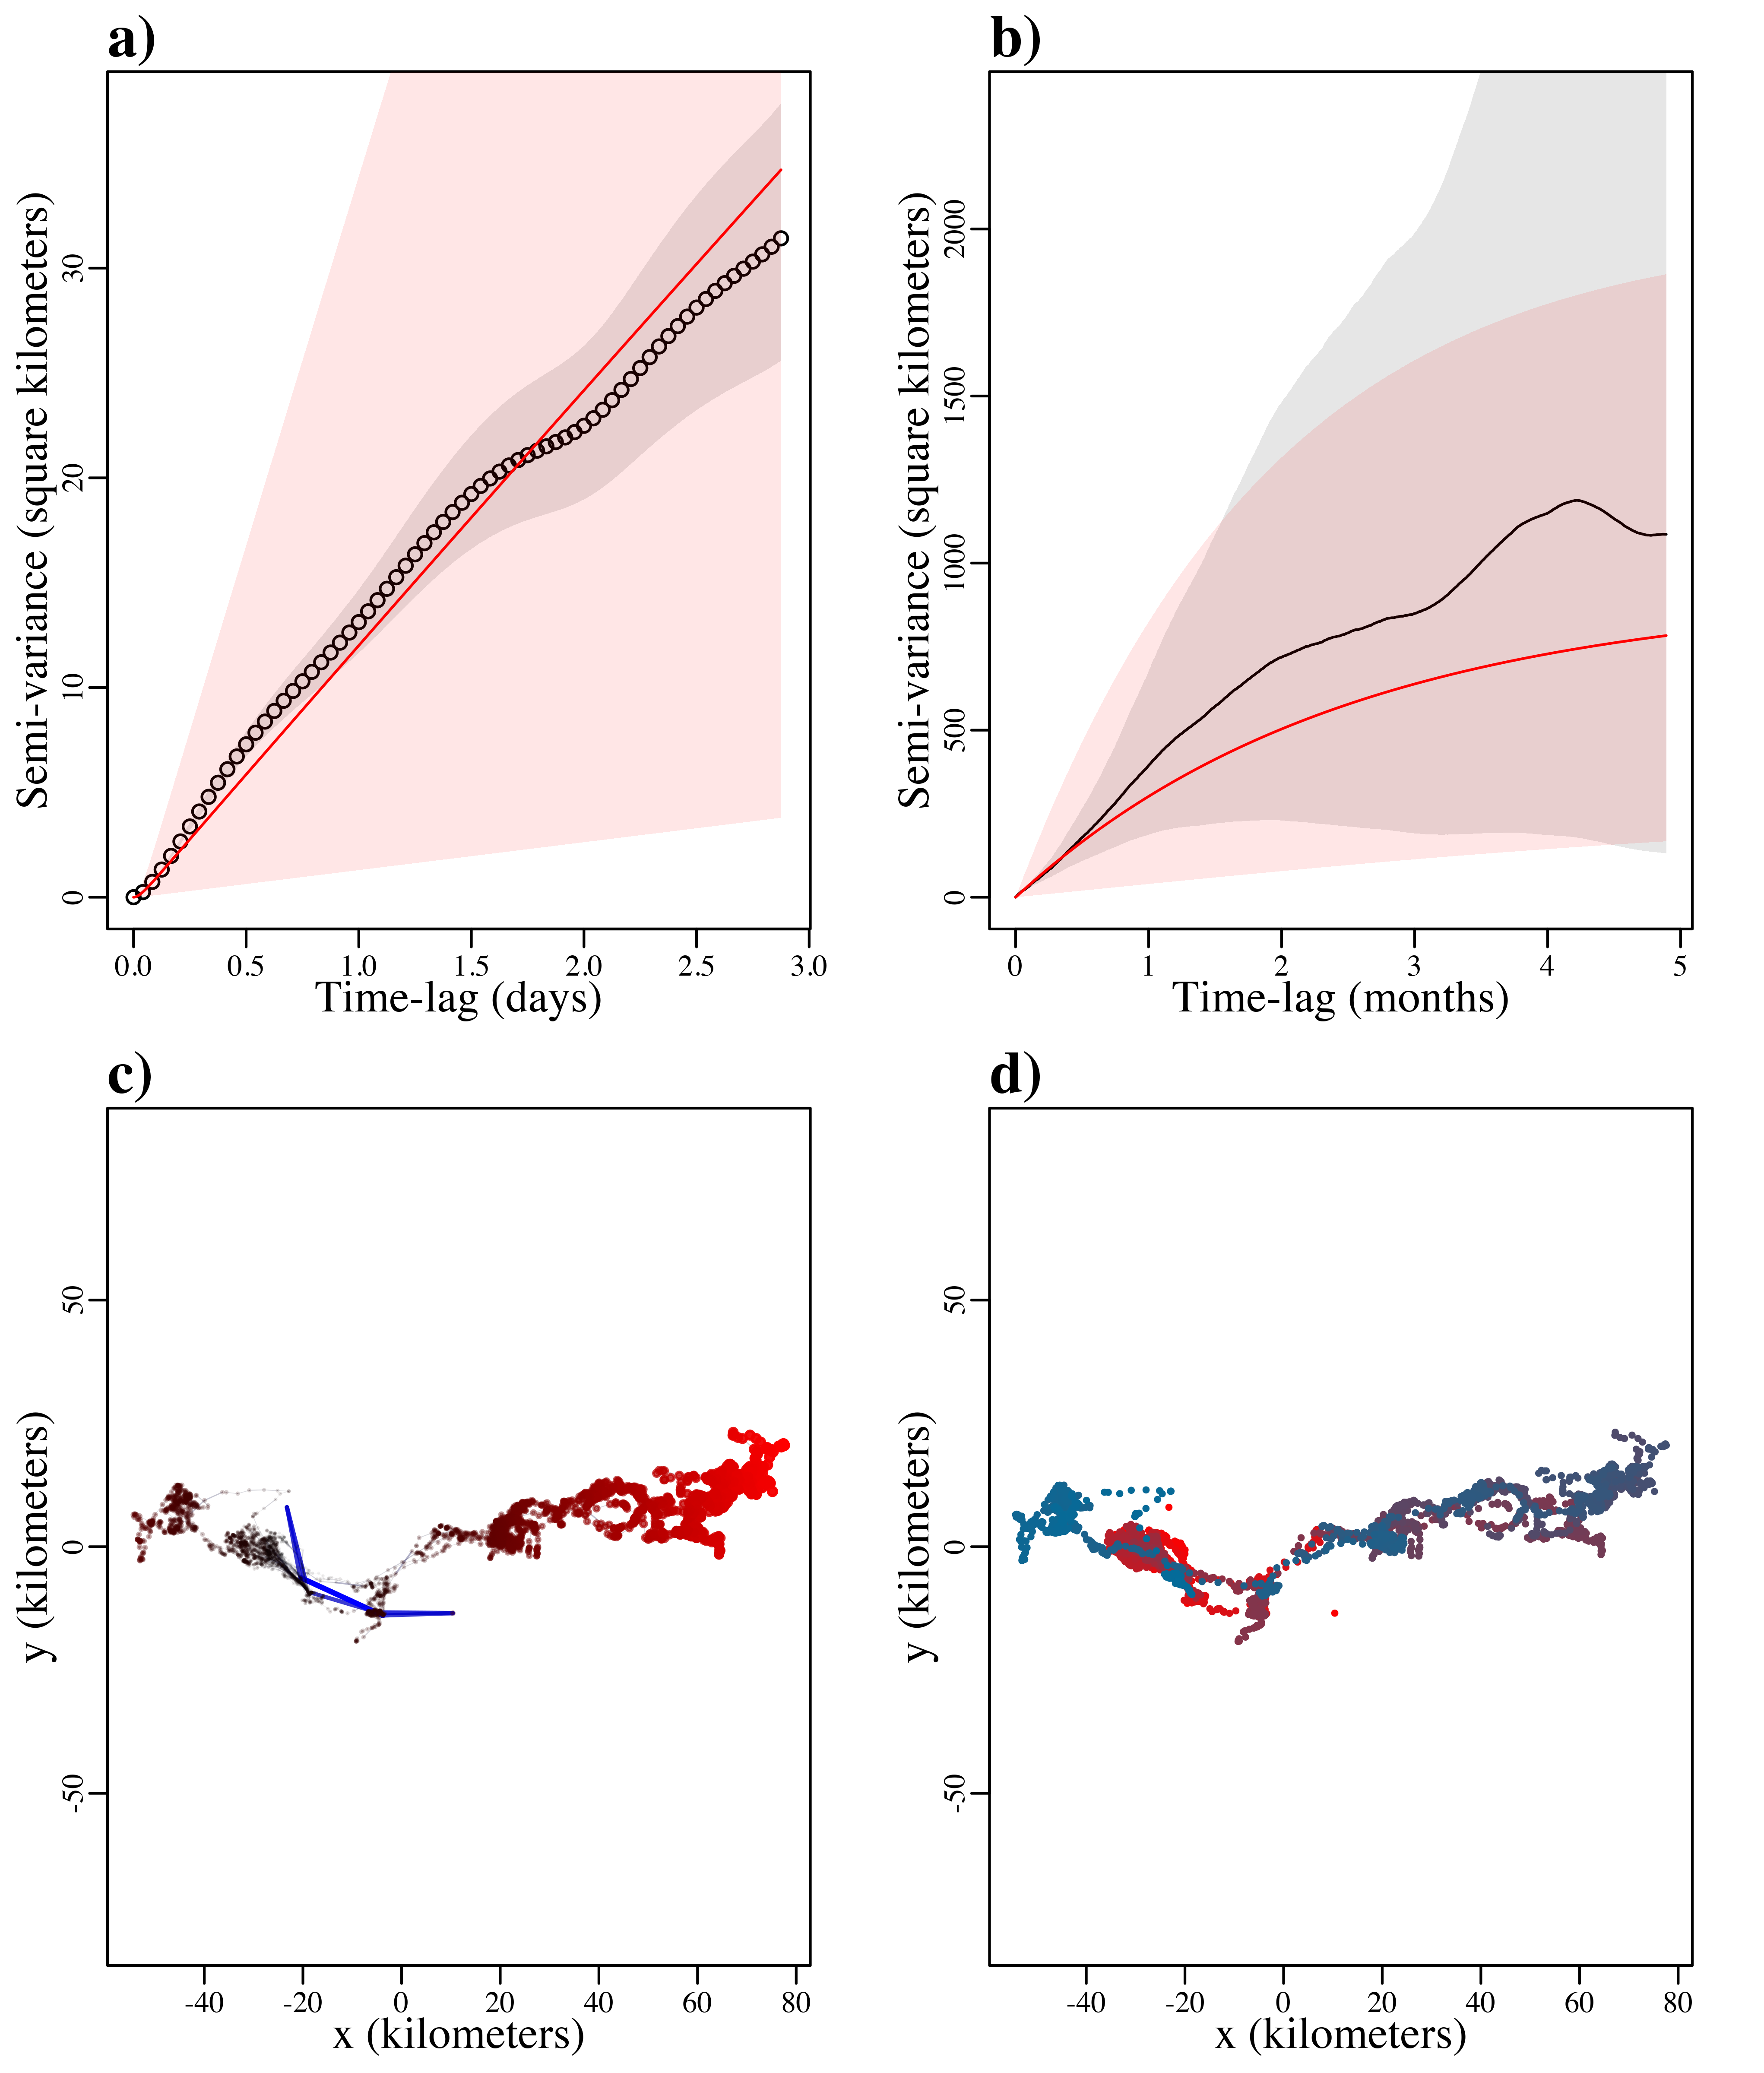 a)
Semi-variance (square kilometers)
0 10 20 30
0.0 0.5 1.0 1.5 2.0 2.5 3.0
Time-lag (days)
b)
Semi-variance (square kilometers)
0 500 1000 1500 2000
0 1 2 3 4 5
Time-lag (months)
c)
y (kilometers)
-50 0 50
-40 -20 0 20 40 60 80
x (kilometers)
d)
y (kilometers)
-50 0 50
-40 -20 0 20 40 60 80
x (kilometers)